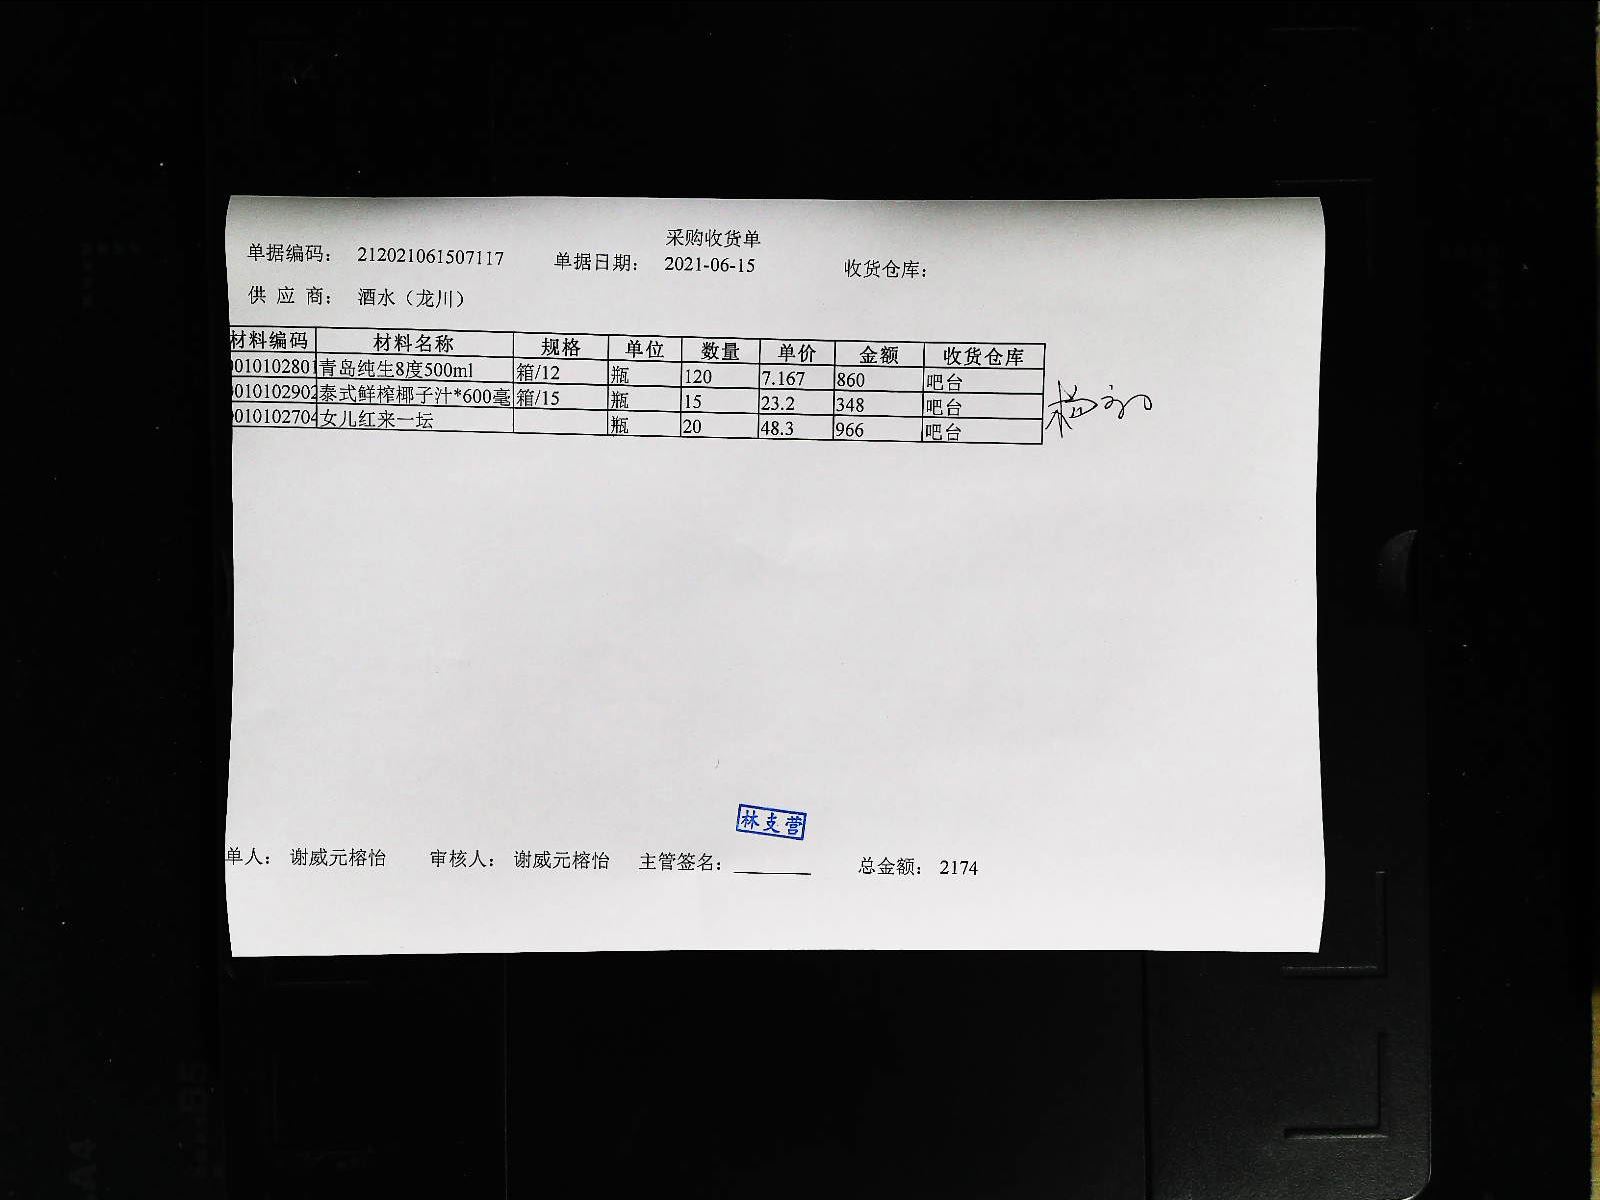 采购收货单
单据编码： 212021061507117 单据日期： 2021-06-15 收货仓库：
供 应 商： 酒水（龙川）
材料编码 材料名称 规格 单位 数量 单价 金额 收货仓库
0010102801 青岛纯生8度500ml 箱/12 瓶 120 7.167 860 吧台
0010102902 泰式鲜榨椰子汁*600毫 箱/15 瓶 15 23.2 348 吧台
0010102704 女儿红来一坛 瓶 20 48.3 966 吧台
林支营
单人： 谢威元榕怡 审核人： 谢威元榕怡 主管签名： 总金额： 2174